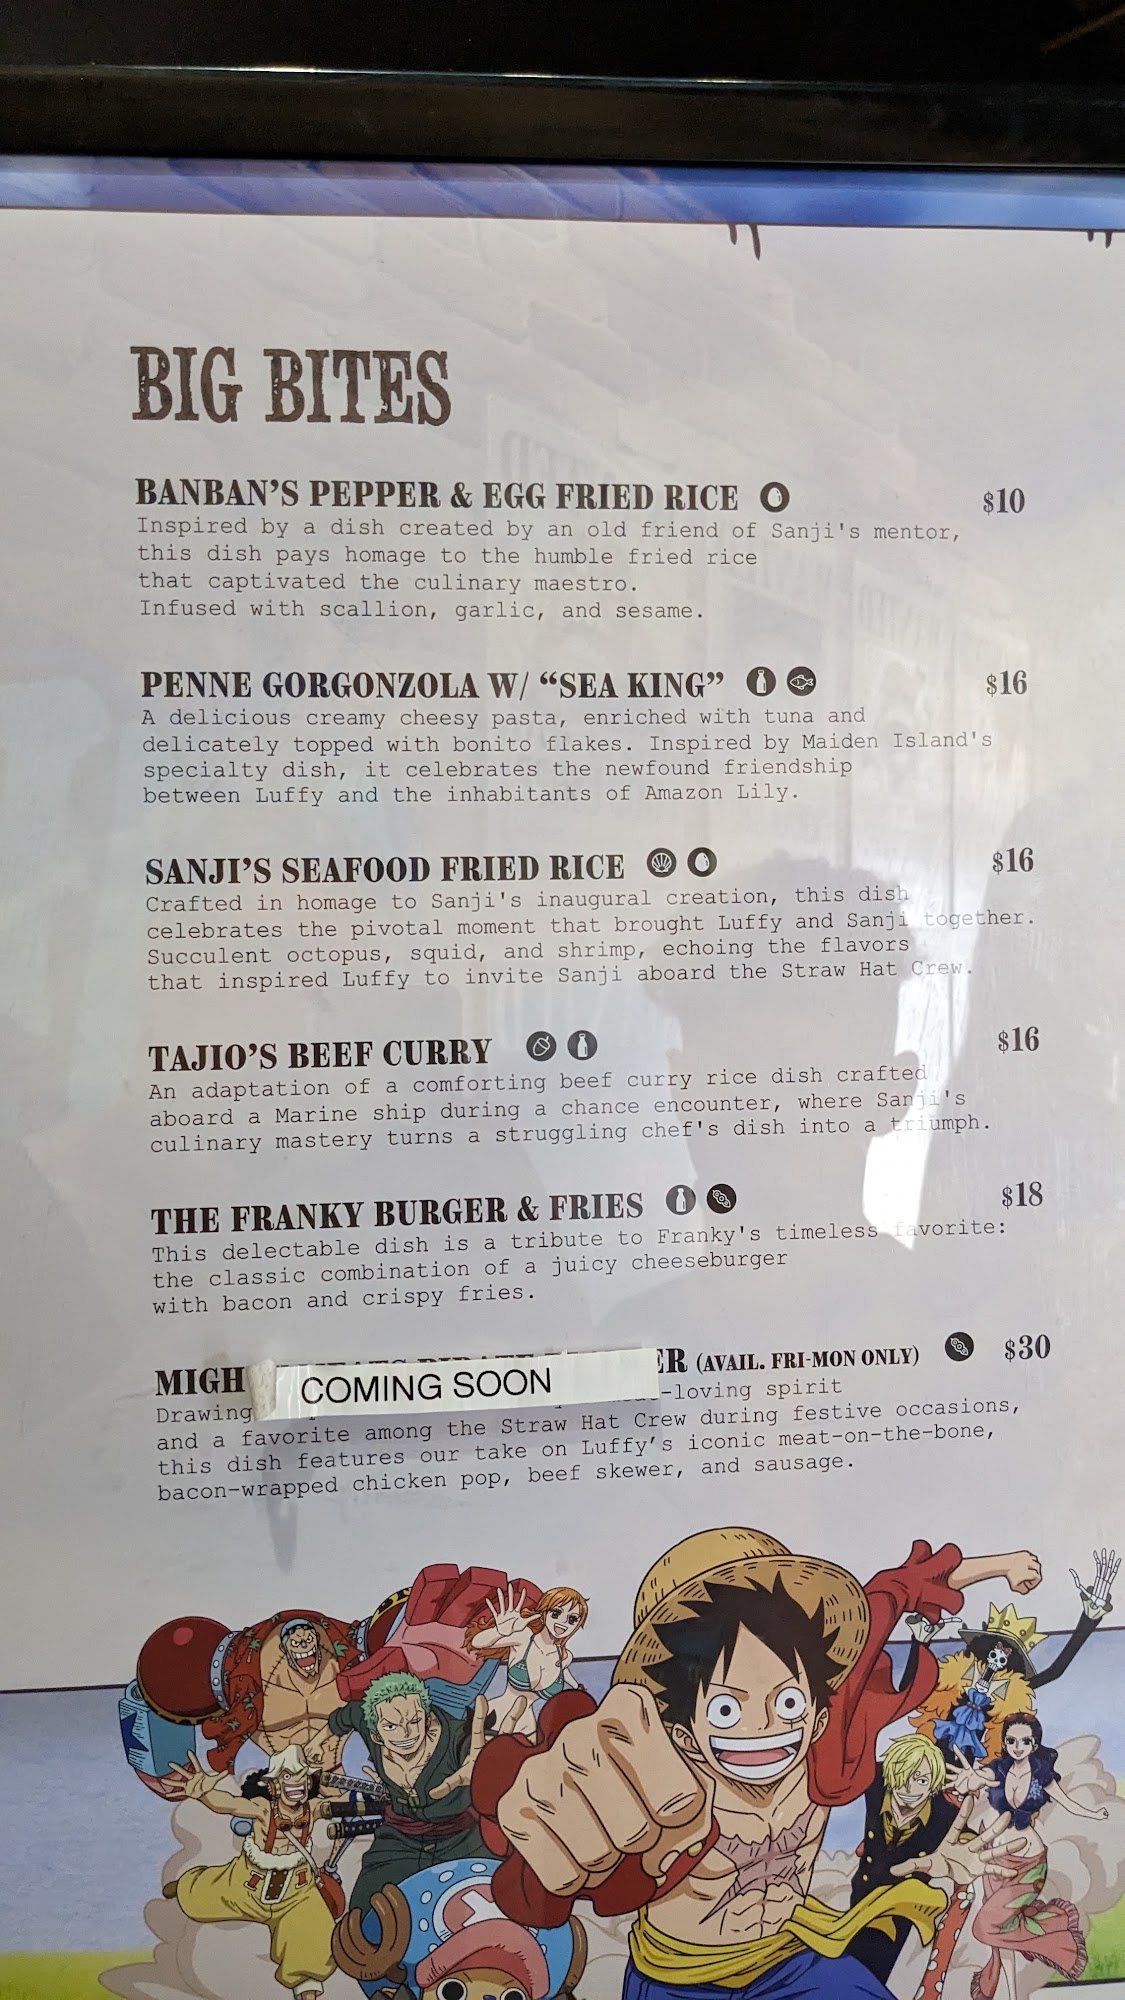 BIG BITES
BANBAN'S PEPPER & EGG FRIED RICE $10
Inspired by a dish created by an old friend of Sanji's mentor,
this dish pays homage to the humble fried rice
that captivated the culinary maestro.
Infused with scallion, garlic, and sesame.
PENNE GORGONZOLA W/ “SEA KING” $16
A delicious creamy cheesy pasta, enriched with tuna and
delicately topped with bonito flakes. Inspired by Maiden Island's
specialty dish, it celebrates the newfound friendship
between Luffy and the inhabitants of Amazon Lily.
SANJI'S SEAFOOD FRIED RICE $16
Crafted in homage to Sanji's inaugural creation, this dish
celebrates the pivotal moment that brought Luffy and Sanji together.
Succulent octopus, squid, and shrimp, echoing the flavors
that inspired Luffy to invite Sanji aboard the Straw Hat Crew.
TAJIO'S BEEF CURRY $16
An adaptation of a comforting beef curry rice dish crafted
aboard a Marine ship during a chance encounter, where Sanji's
culinary mastery turns a struggling chef's dish into a triumph.
THE FRANKY BURGER & FRIES $18
This delectable dish is a tribute to Franky's timeless favorite:
the classic combination of a juicy cheeseburger
with bacon and crispy fries.
(AVAIL. FRI-MON ONLY) $30
COMING SOON
Drawing -loving spirit
and a favorite among the Straw Hat Crew during festive occasions,
this dish features our take on Luffy’s iconic meat-on-the-bone,
bacon-wrapped chicken pop, beef skewer, and sausage.